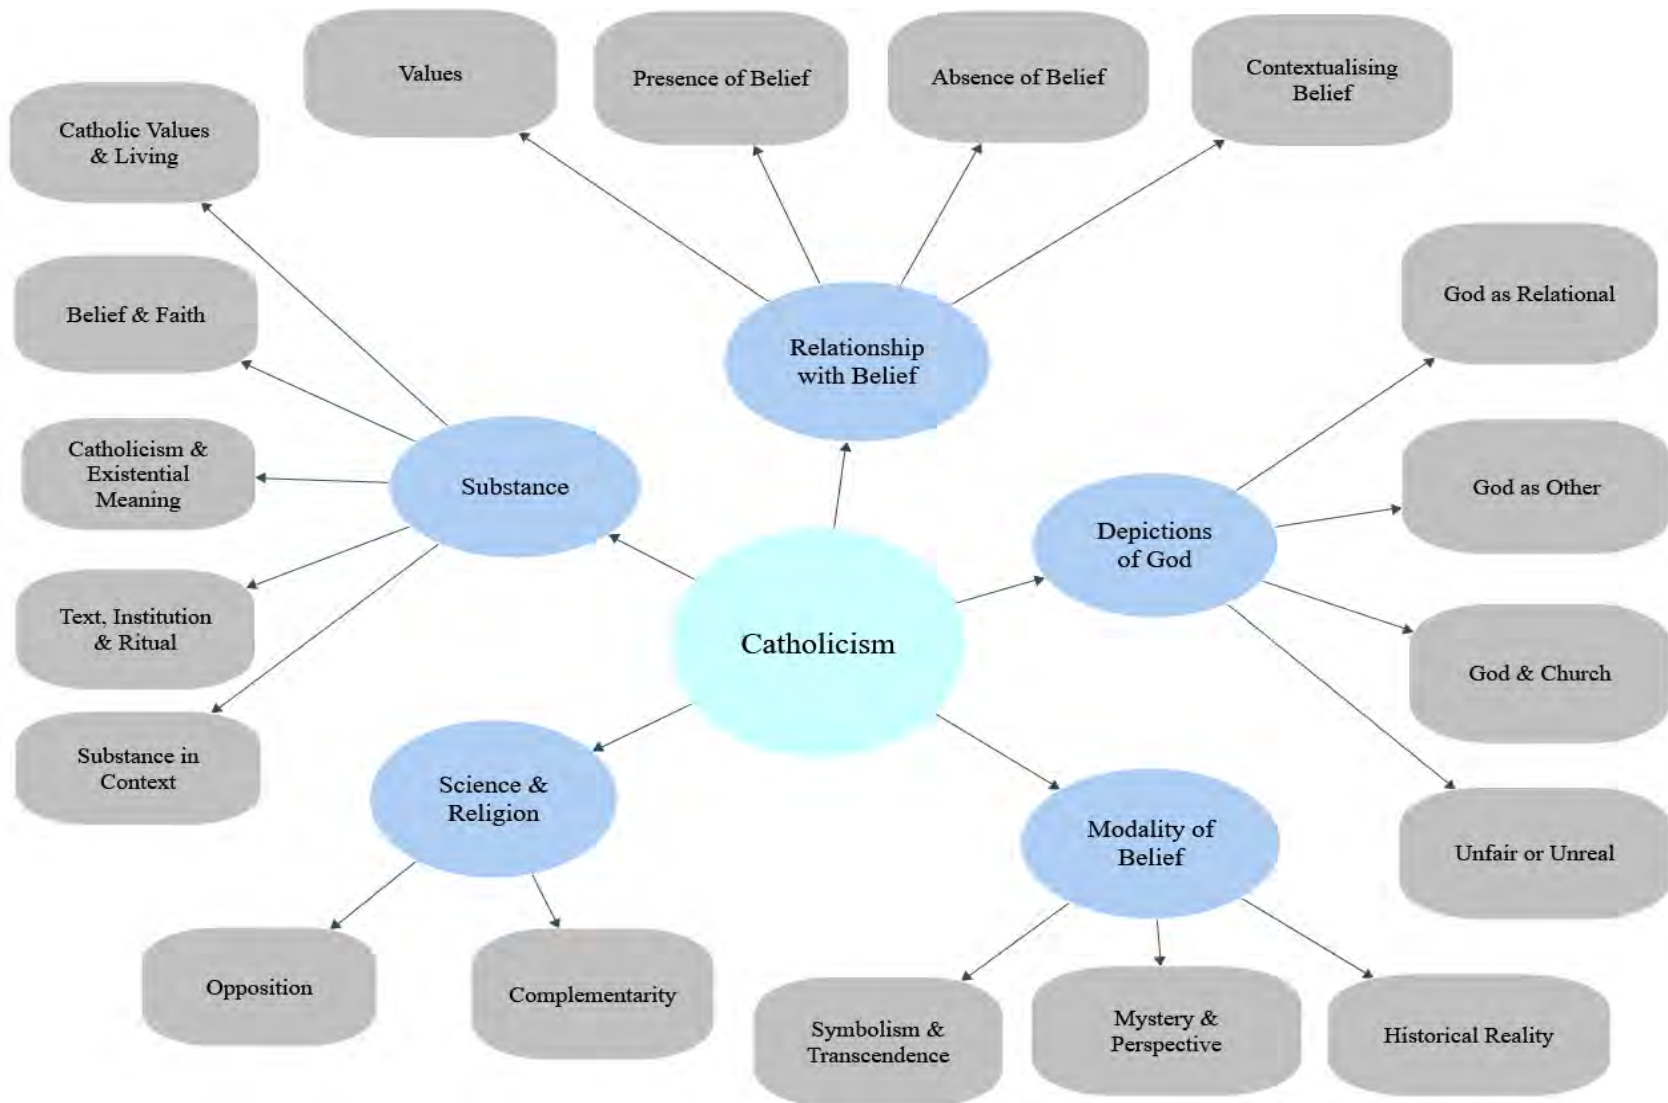 Values
Presence of Belief
Absence of Belief
Contextualising
Belief
Catholic Values
& Living
Belief & Faith
Catholicism &
Existential
Meaning
Text, Institution
& Ritual
Substance in
Context
Substance
Relationship
with Belief
God as Relational
God as Other
God & Church
Unfair or Unreal
Depictions
of God
Catholicism
Science &
Religion
Modality of
Belief
Opposition
Complementarity
Symbolism &
Transcendence
Mystery &
Perspective
Historical Reality